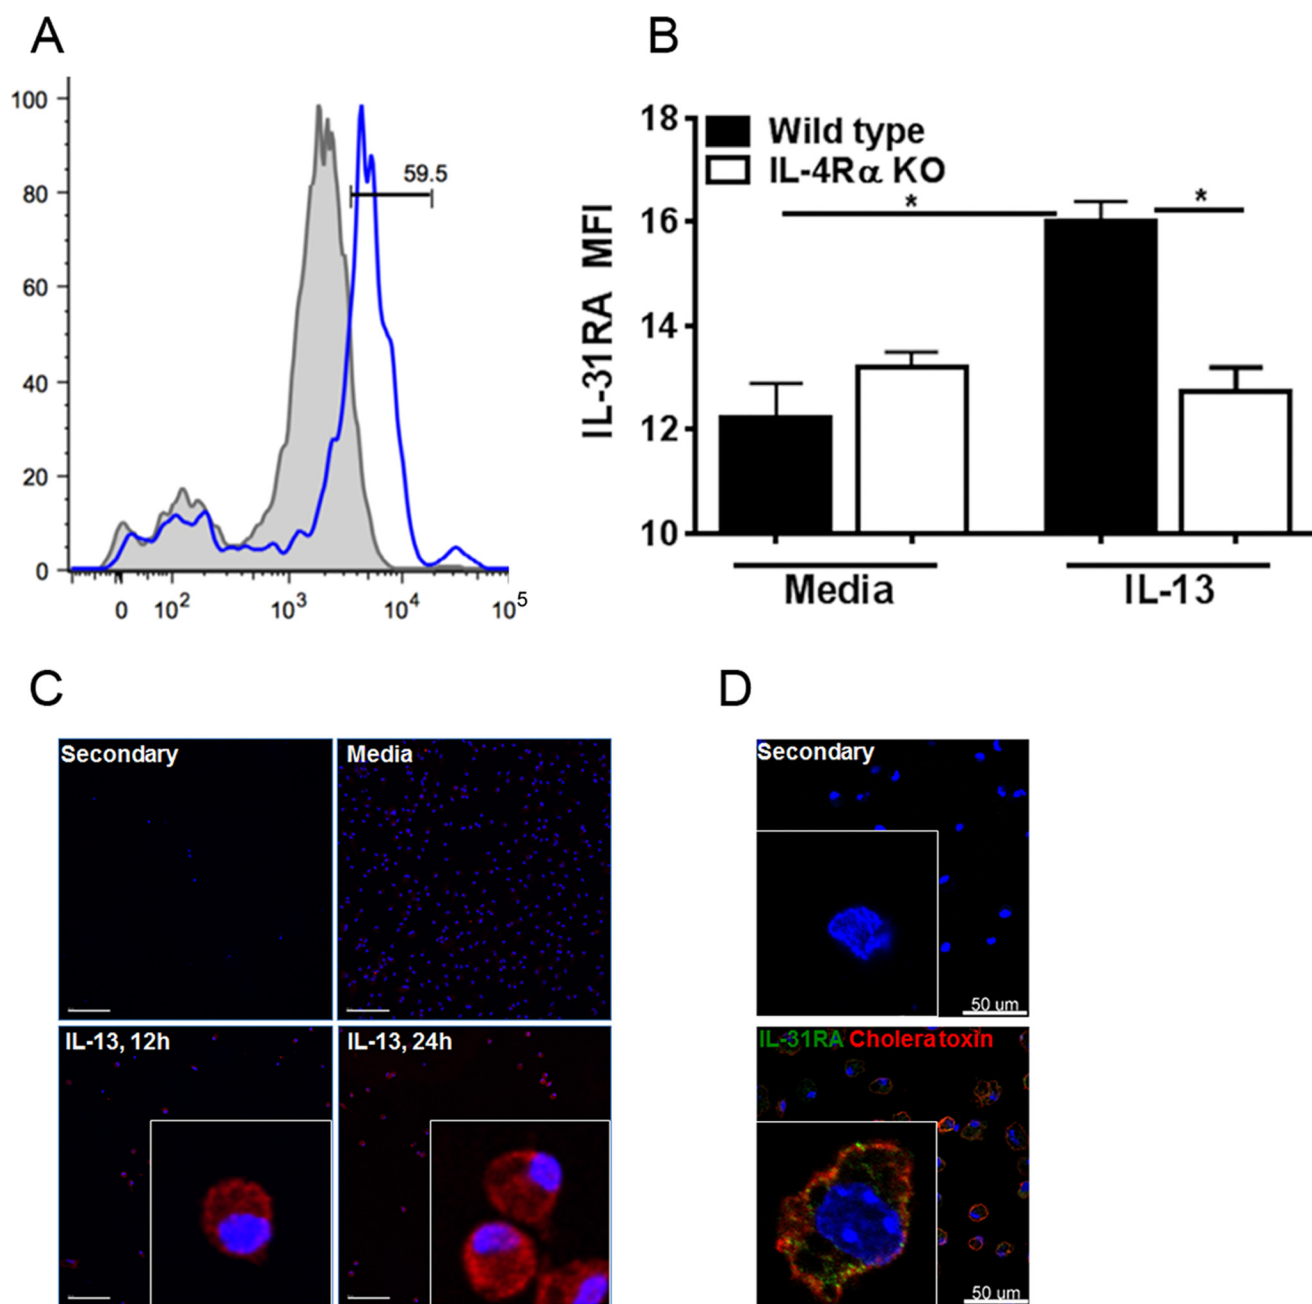 A
100
80
60
40
20
0
59.5
0 10² 10³ 10⁴ 10⁵
B
IL-31RA MFI
18
16
14
12
10
Wild type
IL-4Rα KO
* *
Media IL-13
C
Secondary Media
IL-13, 12h IL-13, 24h
D
Secondary
50 um
IL-31RA Choleratoxin
50 um